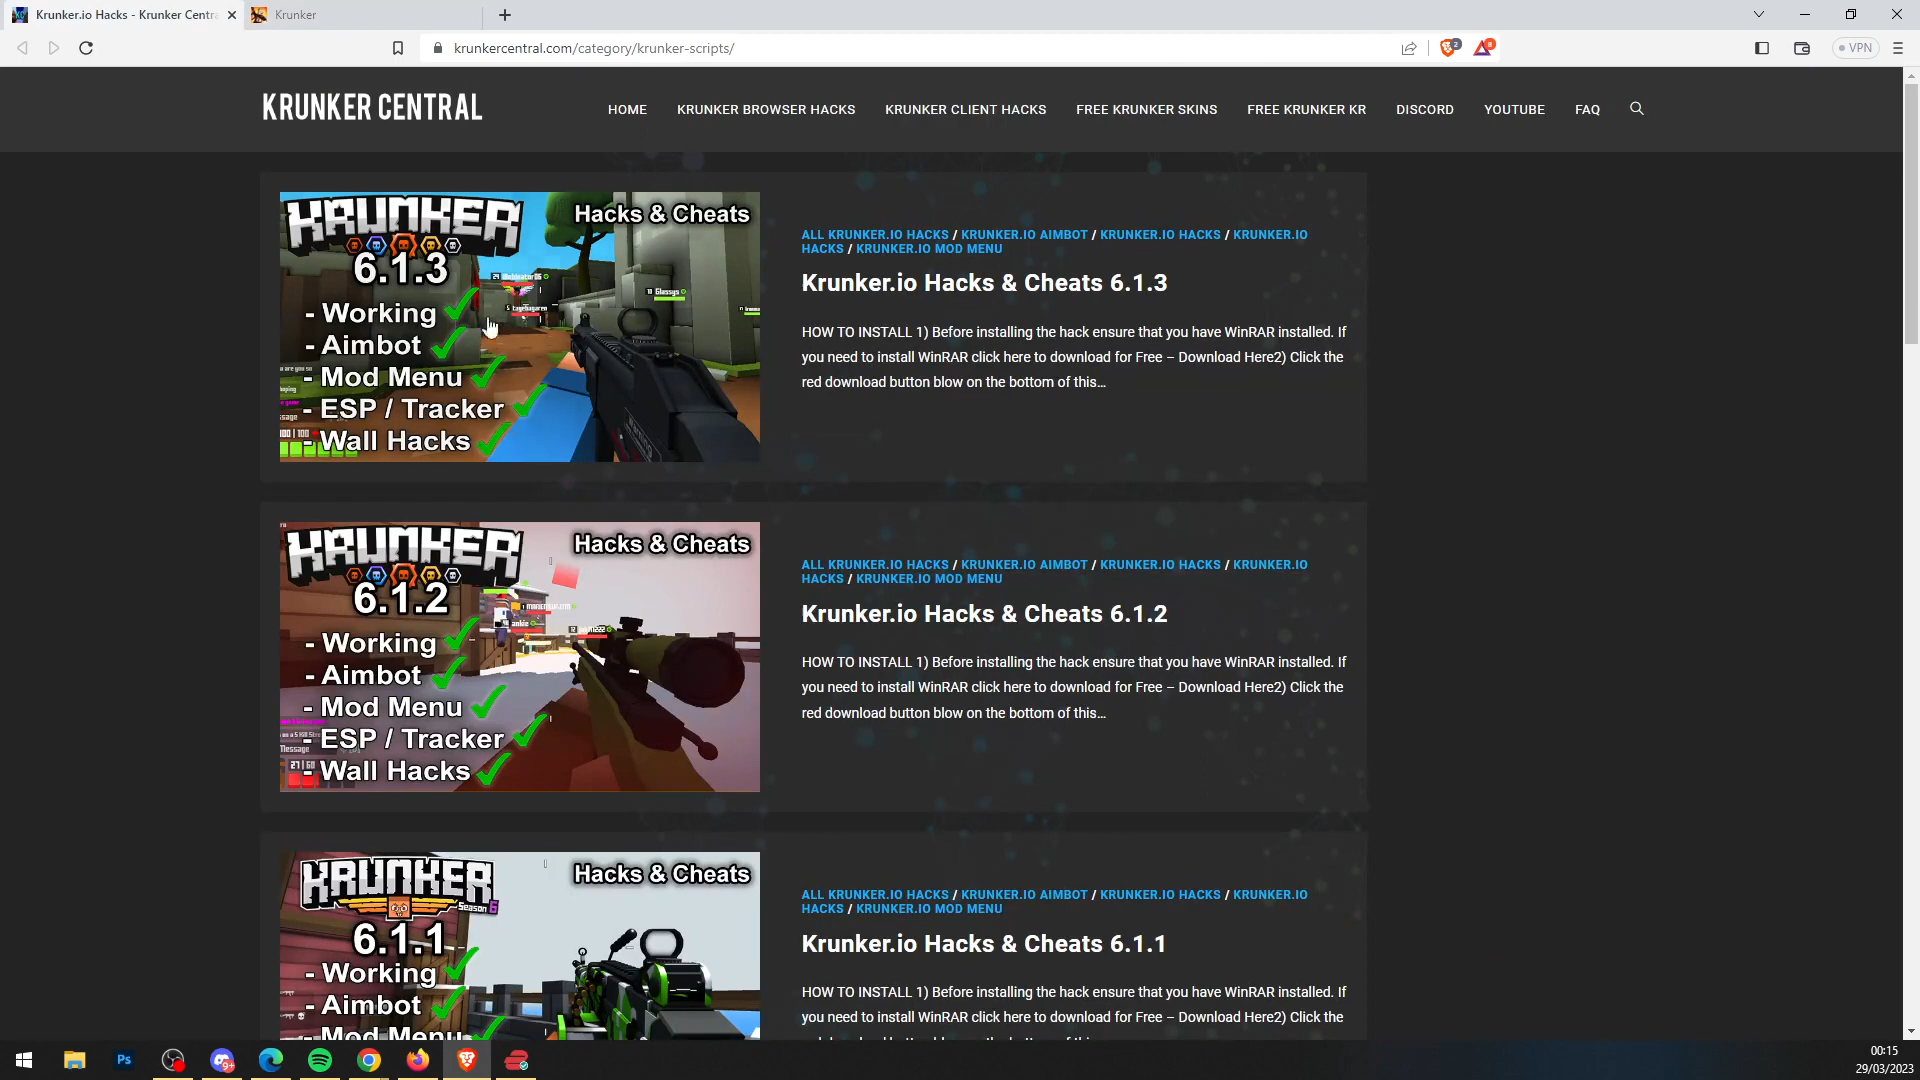 Krunker.io Hacks - Krunker Centra
Krunker
krunkercentral.com/category/krunker-scripts/
2
8
VPN
KRUNKER CENTRAL
HOME
KRUNKER BROWSER HACKS
KRUNKER CLIENT HACKS
FREE KRUNKER SKINS
FREE KRUNKER KR
DISCORD
YOUTUBE
FAQ
KRUNKER
Hacks & Cheats
6.1.3
- Working
- Aimbot
- Mod Menu
- ESP / Tracker
- Wall Hacks
ALL KRUNKER.IO HACKS / KRUNKER.IO AIMBOT / KRUNKER.IO HACKS / KRUNKER.IO
HACKS / KRUNKER.IO MOD MENU
Krunker.io Hacks & Cheats 6.1.3
HOW TO INSTALL 1) Before installing the hack ensure that you have WinRAR installed. If
you need to install WinRAR click here to download for Free – Download Here2) Click the
red download button blow on the bottom of this...
KRUNKER
Hacks & Cheats
6.1.2
- Working
- Aimbot
- Mod Menu
- ESP / Tracker
- Wall Hacks
ALL KRUNKER.IO HACKS / KRUNKER.IO AIMBOT / KRUNKER.IO HACKS / KRUNKER.IO
HACKS / KRUNKER.IO MOD MENU
Krunker.io Hacks & Cheats 6.1.2
HOW TO INSTALL 1) Before installing the hack ensure that you have WinRAR installed. If
you need to install WinRAR click here to download for Free – Download Here2) Click the
red download button blow on the bottom of this...
KRUNKER
Season 6
Hacks & Cheats
6.1.1
- Working
- Aimbot
- Mod Menu
ALL KRUNKER.IO HACKS / KRUNKER.IO AIMBOT / KRUNKER.IO HACKS / KRUNKER.IO
HACKS / KRUNKER.IO MOD MENU
Krunker.io Hacks & Cheats 6.1.1
HOW TO INSTALL 1) Before installing the hack ensure that you have WinRAR installed. If
you need to install WinRAR click here to download for Free – Download Here2) Click the
Ps
9+
00:15
29/03/2023